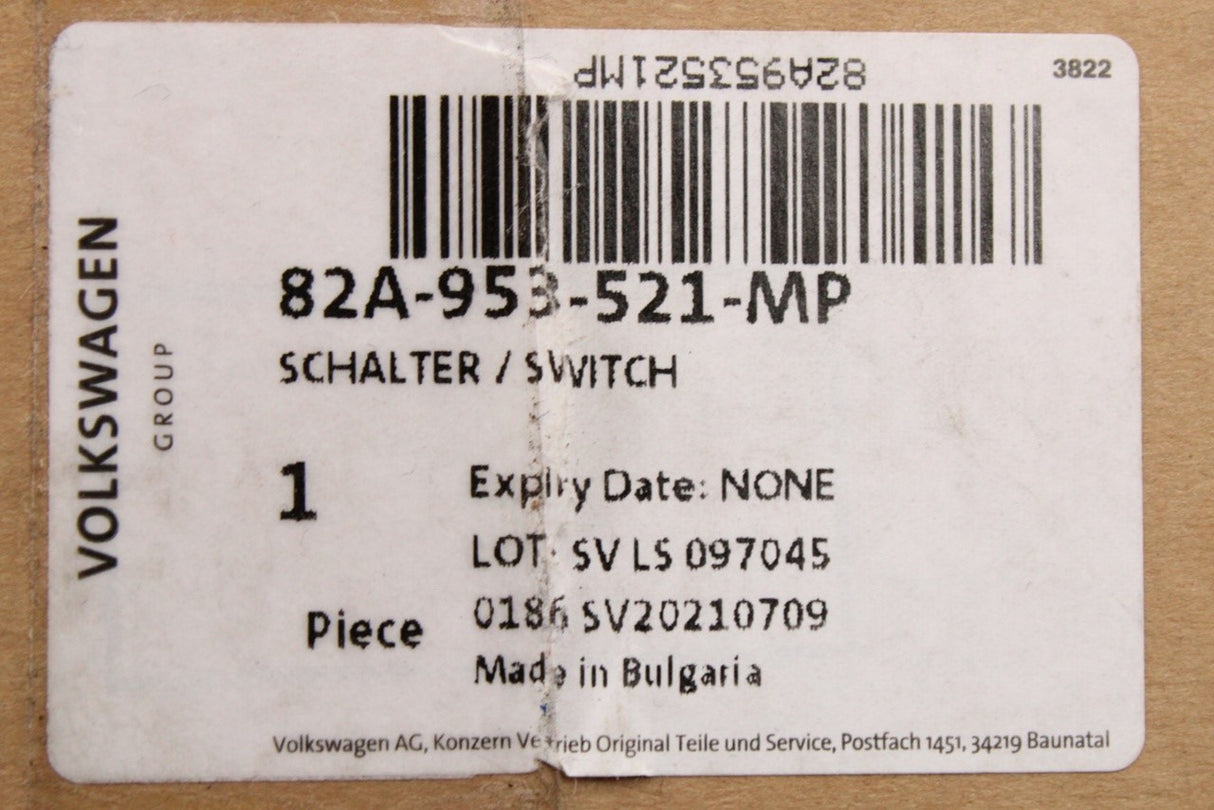 82A953521MP
3822
82A-953-521-MP
SCHALTER / SWITCH
VOLKSWAGEN
GROUP
1
Piece
Expiry Date: NONE
LOT: SV LS 097045
0186 SV20210709
Made in Bulgaria
Volkswagen AG, Konzern Vertrieb Original Teile und Service, Postfach 1451, 34219 Baunatal